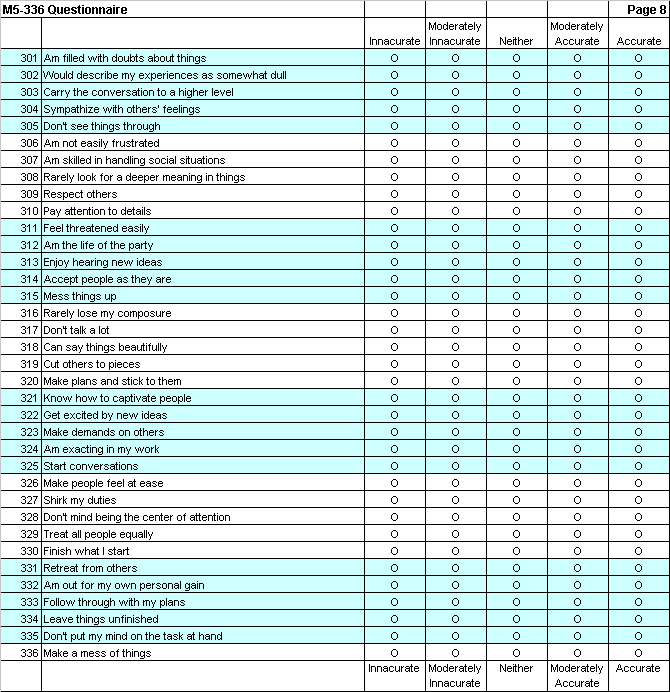 M5-336 Questionnaire Page 8
Moderately Moderately
Innacurate Innacurate Neither Accurate Accurate
301 Am filled with doubts about things O O O O O
302 Would describe my experiences as somewhat dull O O O O O
303 Carry the conversation to a higher level O O O O O
304 Sympathize with others' feelings O O O O O
305 Don't see things through O O O O O
306 Am not easily frustrated O O O O O
307 Am skilled in handling social situations O O O O O
308 Rarely look for a deeper meaning in things O O O O O
309 Respect others O O O O O
310 Pay attention to details O O O O O
311 Feel threatened easily O O O O O
312 Am the life of the party O O O O O
313 Enjoy hearing new ideas O O O O O
314 Accept people as they are O O O O O
315 Mess things up O O O O O
316 Rarely lose my composure O O O O O
317 Don't talk a lot O O O O O
318 Can say things beautifully O O O O O
319 Cut others to pieces O O O O O
320 Make plans and stick to them O O O O O
321 Know how to captivate people O O O O O
322 Get excited by new ideas O O O O O
323 Make demands on others O O O O O
324 Am exacting in my work O O O O O
325 Start conversations O O O O O
326 Make people feel at ease O O O O O
327 Shirk my duties O O O O O
328 Don't mind being the center of attention O O O O O
329 Treat all people equally O O O O O
330 Finish what I start O O O O O
331 Retreat from others O O O O O
332 Am out for my own personal gain O O O O O
333 Follow through with my plans O O O O O
334 Leave things unfinished O O O O O
335 Don't put my mind on the task at hand O O O O O
336 Make a mess of things O O O O O
Innacurate Moderately Neither Moderately Accurate
Innacurate Accurate